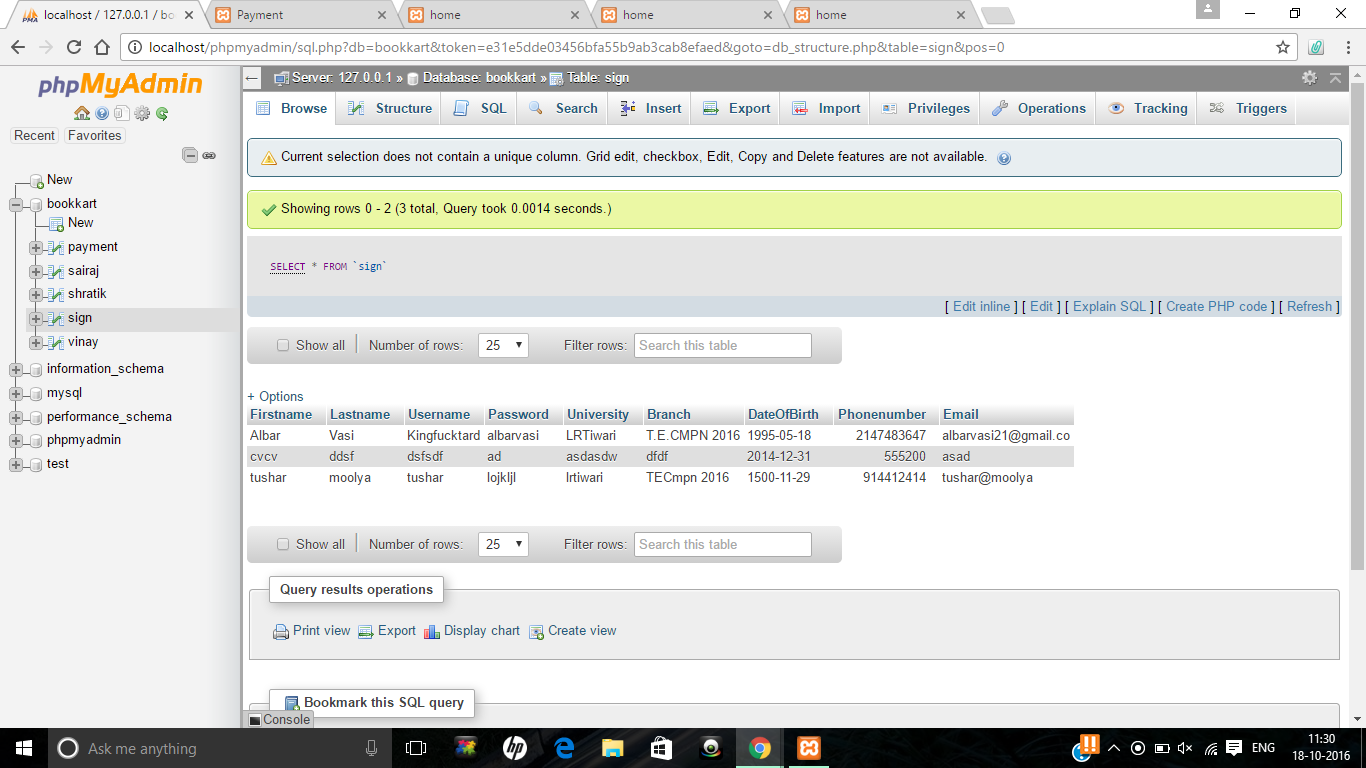 localhost / 127.0.0.1 / bo
Payment
home
home
home
localhost/phpmyadmin/sql.php?db=bookkart&token=e31e5dde03456bfa55b9ab3cab8efaed&goto=db_structure.php&table=sign&pos=0
phpMyAdmin
Recent Favorites
New
bookkart
New
payment
sairaj
shratik
sign
vinay
information_schema
mysql
performance_schema
phpmyadmin
test
Server: 127.0.0.1 » Database: bookkart » Table: sign
Browse Structure SQL Search Insert Export Import Privileges Operations Tracking Triggers
Current selection does not contain a unique column. Grid edit, checkbox, Edit, Copy and Delete features are not available.
Showing rows 0 - 2 (3 total, Query took 0.0014 seconds.)
SELECT * FROM `sign`
[ Edit inline ] [ Edit ] [ Explain SQL ] [ Create PHP code ] [ Refresh ]
Show all Number of rows: 25 Filter rows: Search this table
+ Options
Firstname Lastname Username Password University Branch DateOfBirth Phonenumber Email
Albar Vasi Kingfucktard albarvasi LRTiwari T.E.CMPN 2016 1995-05-18 2147483647 albarvasi21@gmail.co
cvcv ddsf dsfsdf ad asdasdw dfdf 2014-12-31 555200 asad
tushar moolya tushar lojkljl lrtiwari TECmpn 2016 1500-11-29 914412414 tushar@moolya
Show all Number of rows: 25 Filter rows: Search this table
Query results operations
Print view Export Display chart Create view
Bookmark this SQL query
Console
Ask me anything
hp
ENG
11:30
18-10-2016